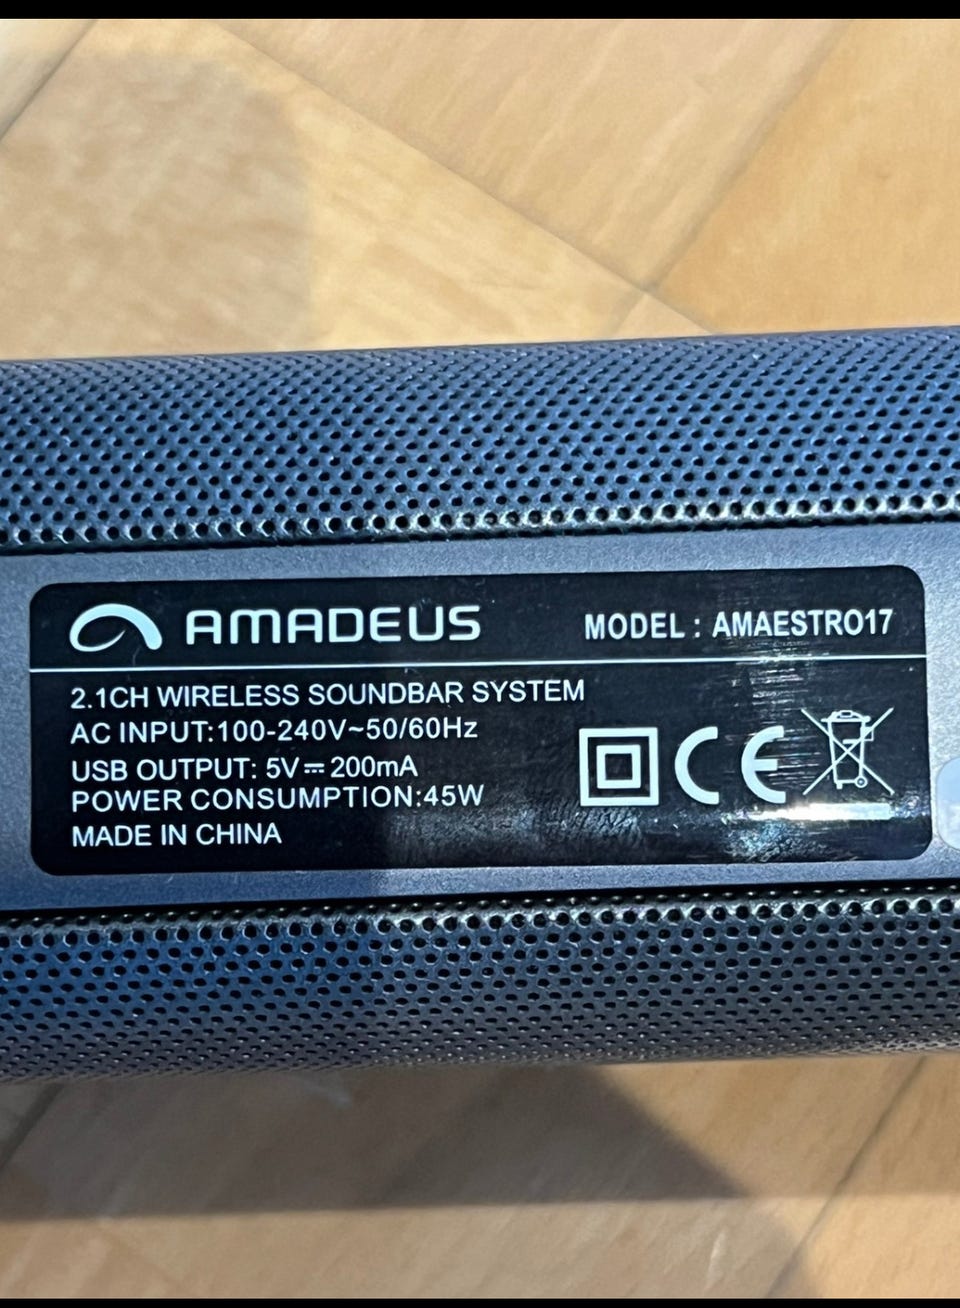 AMADEUS
MODEL : AMAESTRO17
2.1CH WIRELESS SOUNDBAR SYSTEM
AC INPUT:100-240V~50/60Hz
USB OUTPUT: 5V⎓200mA
POWER CONSUMPTION:45W
MADE IN CHINA
CE